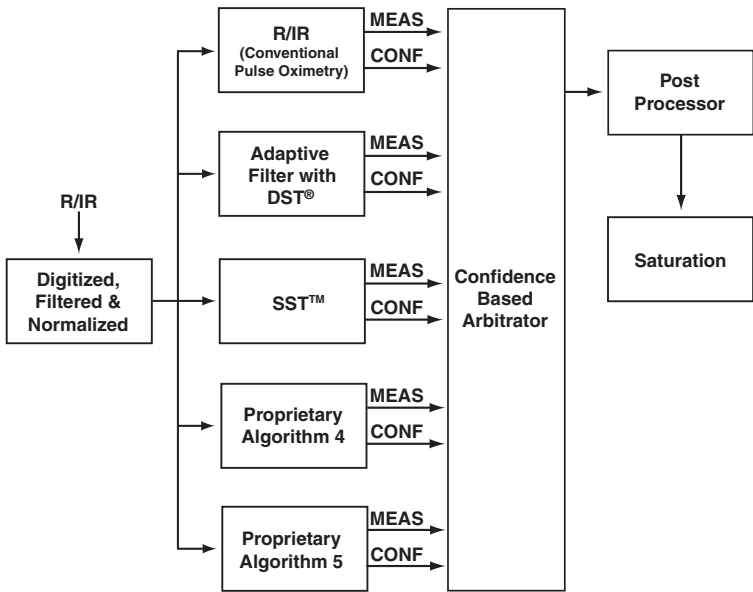 R/IR
Digitized,
Filtered &
Normalized
R/IR
(Conventional
Pulse Oximetry)
MEAS
CONF
Adaptive
Filter with
DST®
MEAS
CONF
SST™
MEAS
CONF
Proprietary
Algorithm 4
MEAS
CONF
Proprietary
Algorithm 5
MEAS
CONF
Confidence
Based
Arbitrator
Post
Processor
Saturation